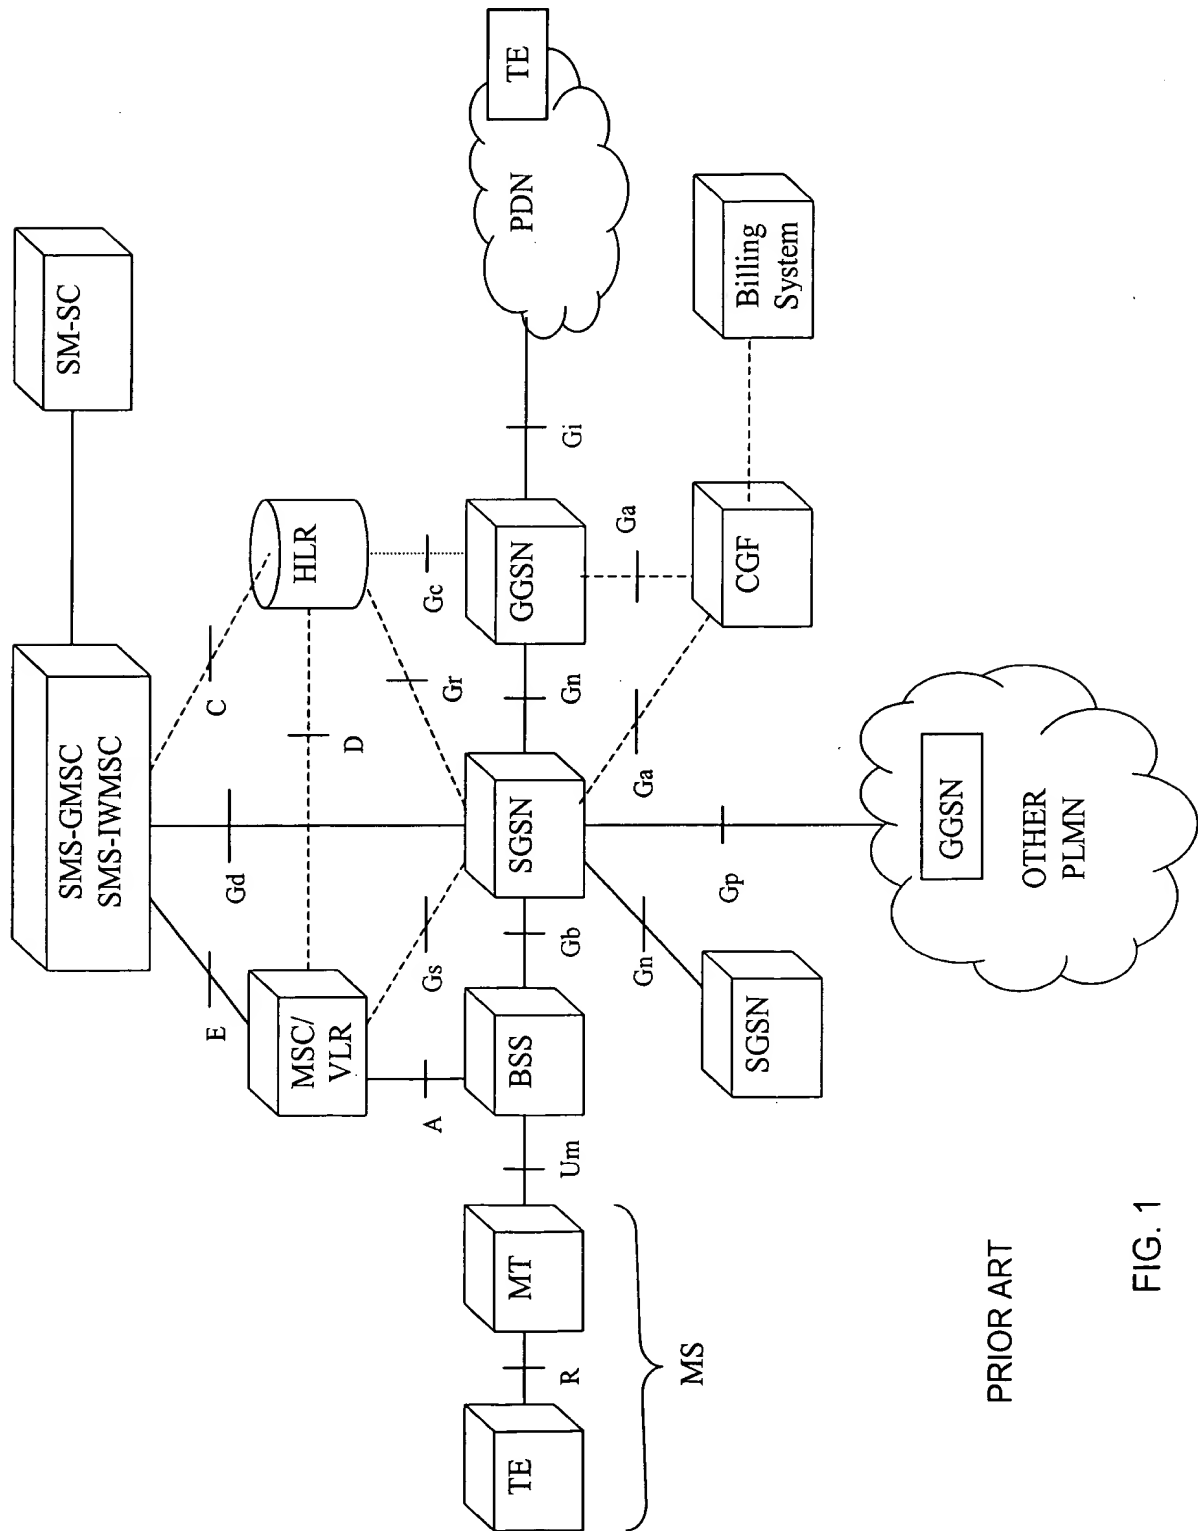 SMS-GMSC
SMS-IWMSC
SM-SC
E
C
Gd
MSC/
VLR
D
HLR
A
Gs
Gr
Gc
TE
R
MT
Um
BSS
Gb
SGSN
Gn
GGSN
Gi
PDN
TE
MS
Gn
Ga
Ga
SGSN
Gp
CGF
Billing
System
GGSN
OTHER
PLMN
PRIOR ART
FIG. 1